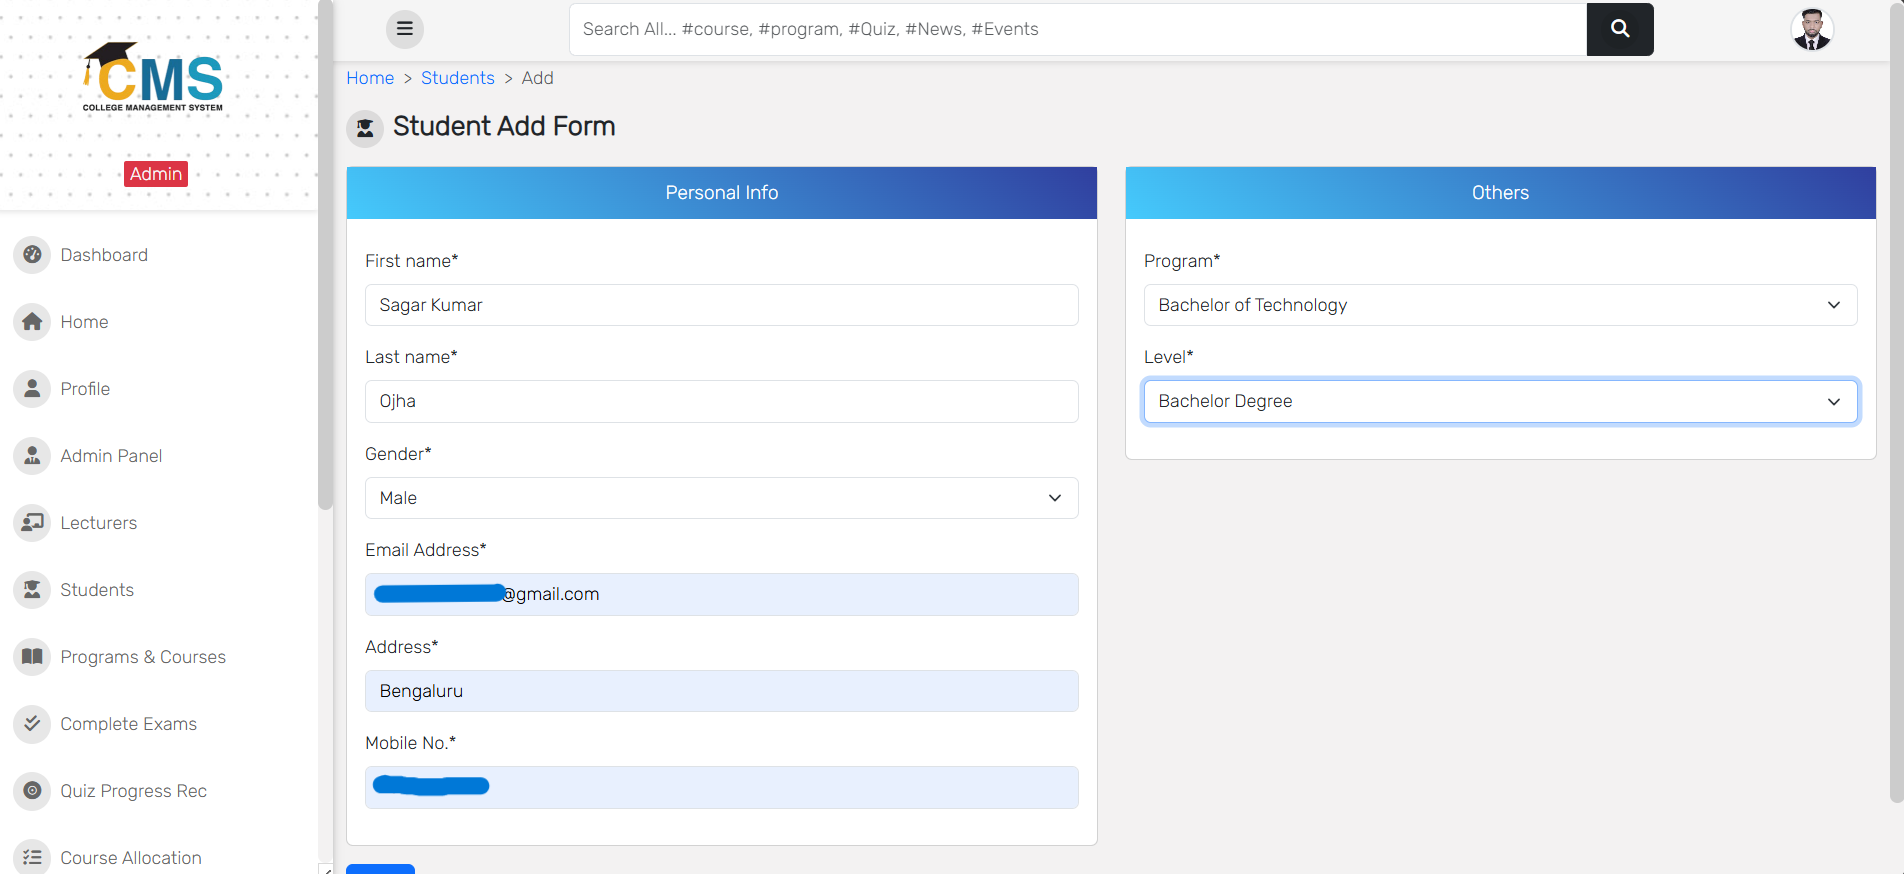 CMS
COLLEGE MANAGEMENT SYSTEM
Admin
Dashboard
Home
Profile
Admin Panel
Lecturers
Students
Programs & Courses
Complete Exams
Quiz Progress Rec
Course Allocation
Search All... #course, #program, #Quiz, #News, #Events
Home > Students > Add
Student Add Form
Personal Info
First name*
Sagar Kumar
Last name*
Ojha
Gender*
Male
Email Address*
@gmail.com
Address*
Bengaluru
Mobile No.*
Others
Program*
Bachelor of Technology
Level*
Bachelor Degree